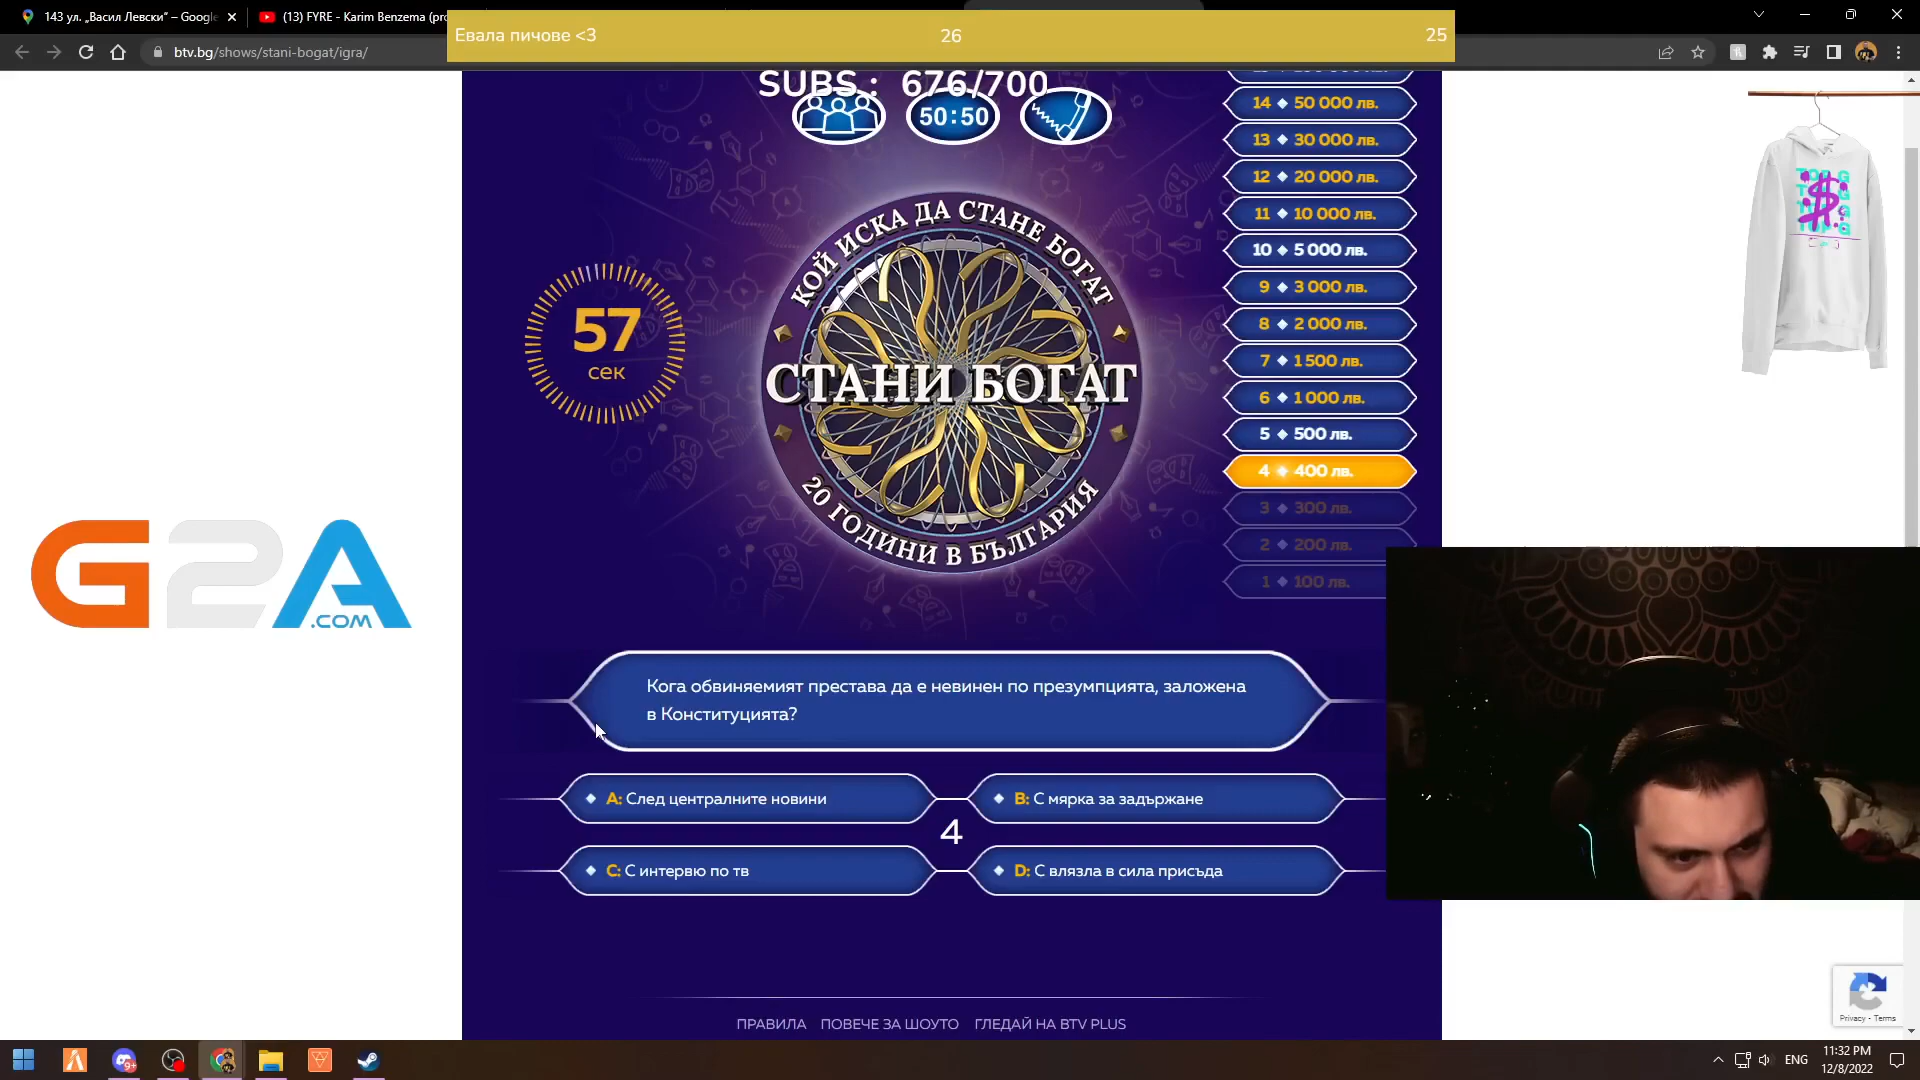 143 ул. „Васил Левски“ – Google
(13) FYRE - Karim Benzema (pro
btv.bg/shows/stani-bogat/igra/
Евала пичове <3
26
25
SUBS : 676/700
50:50
14 ◆ 50 000 лв.
13 ◆ 30 000 лв.
12 ◆ 20 000 лв.
11 ◆ 10 000 лв.
10 ◆ 5 000 лв.
9 ◆ 3 000 лв.
8 ◆ 2 000 лв.
7 ◆ 1 500 лв.
6 ◆ 1 000 лв.
5 ◆ 500 лв.
4 ◆ 400 лв.
3 ◆ 300 лв.
2 ◆ 200 лв.
1 ◆ 100 лв.
57
сек
КОЙ ИСКА ДА СТАНЕ БОГАТ
СТАНИ БОГАТ
20 ГОДИНИ В БЪЛГАРИЯ
G2A
.COM
Кога обвиняемият престава да е невинен по презумпцията, заложена
в Конституцията?
A: След централните новини
B: С мярка за задържане
4
C: С интервю по тв
D: С влязла в сила присъда
ПРАВИЛА ПОВЕЧЕ ЗА ШОУТО ГЛЕДАЙ НА BTV PLUS
Privacy - Terms
9+
ENG
11:32 PM
12/8/2022